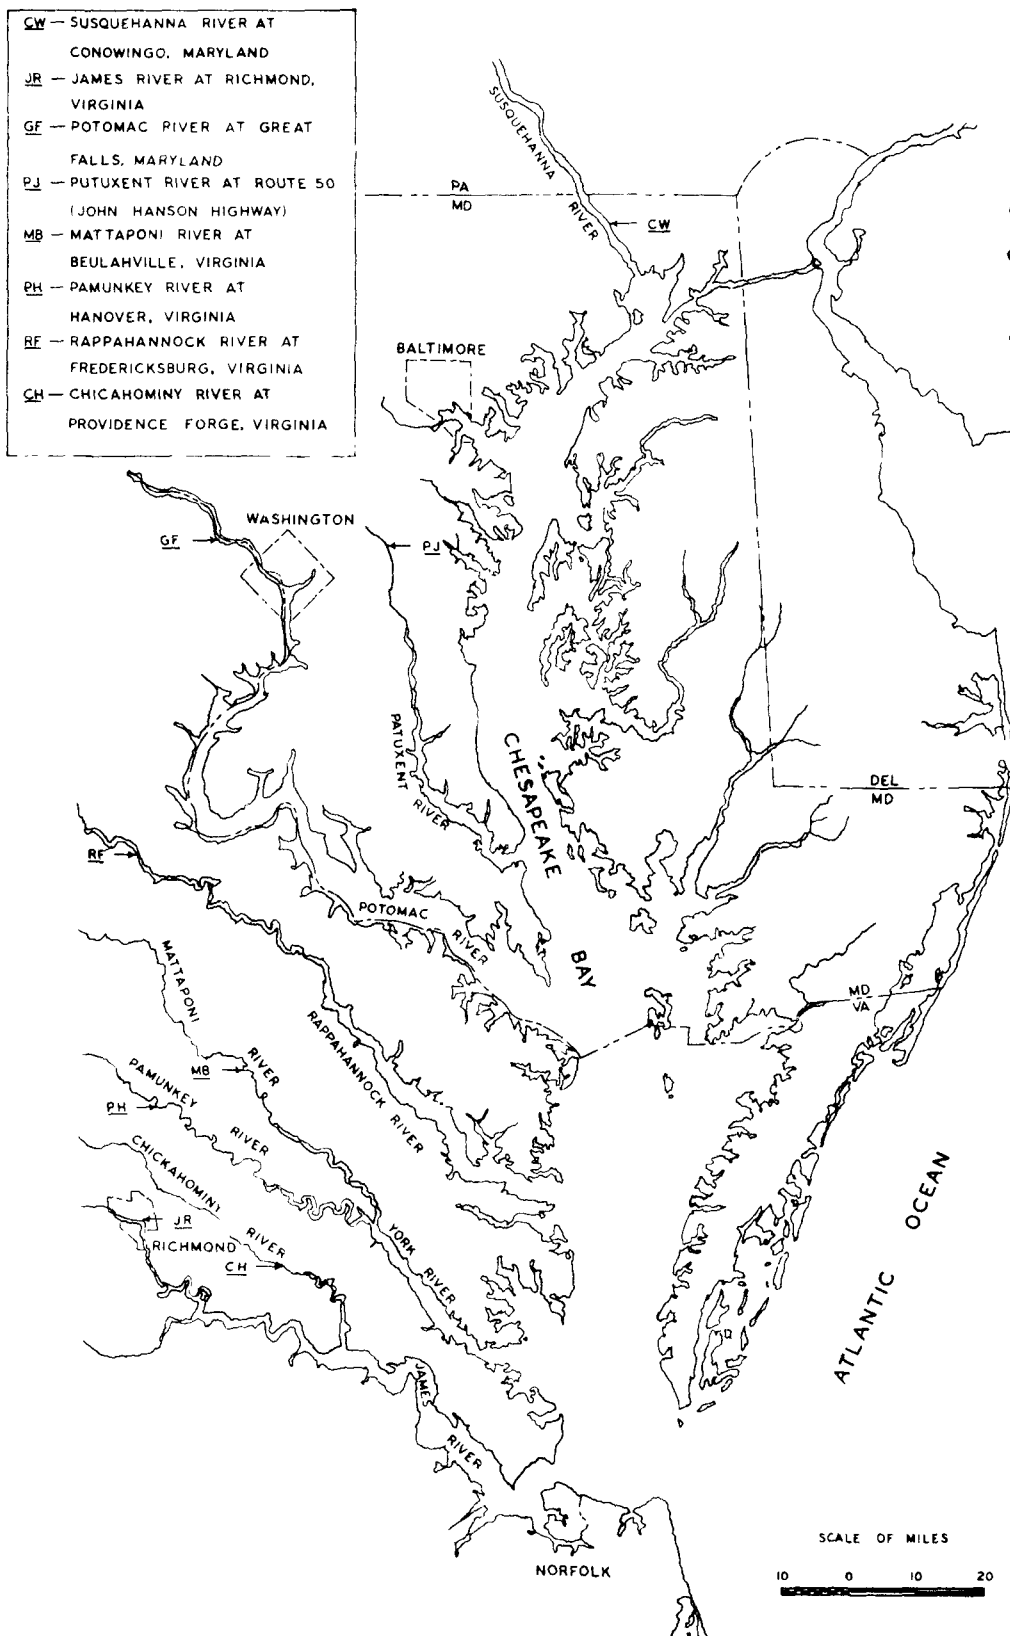 CW — SUSQUEHANNA RIVER AT
CONOWINGO, MARYLAND
JR — JAMES RIVER AT RICHMOND,
VIRGINIA
GF — POTOMAC RIVER AT GREAT
FALLS, MARYLAND
PJ — PUTUXENT RIVER AT ROUTE 50
(JOHN HANSON HIGHWAY)
MB — MATTAPONI RIVER AT
BEULAHVILLE, VIRGINIA
PH — PAMUNKEY RIVER AT
HANOVER, VIRGINIA
RF — RAPPAHANNOCK RIVER AT
FREDERICKSBURG, VIRGINIA
CH — CHICAHOMINY RIVER AT
PROVIDENCE FORGE, VIRGINIA
SUSQUEHANNA
RIVER
PA
MD
CW
BALTIMORE
WASHINGTON
GF
PJ
PATUXENT
RIVER
CHESAPEAKE
BAY
DEL
MD
RF
POTOMAC
RIVER
MATTAPONI
RIVER
MD
VA
RAPPAHANNOCK RIVER
MB
PAMUNKEY
RIVER
PH
CHICKAHOMINY
RIVER
JR
RICHMOND
CH
YORK
RIVER
ATLANTIC OCEAN
JAMES
RIVER
NORFOLK
SCALE OF MILES
10 0 10 20